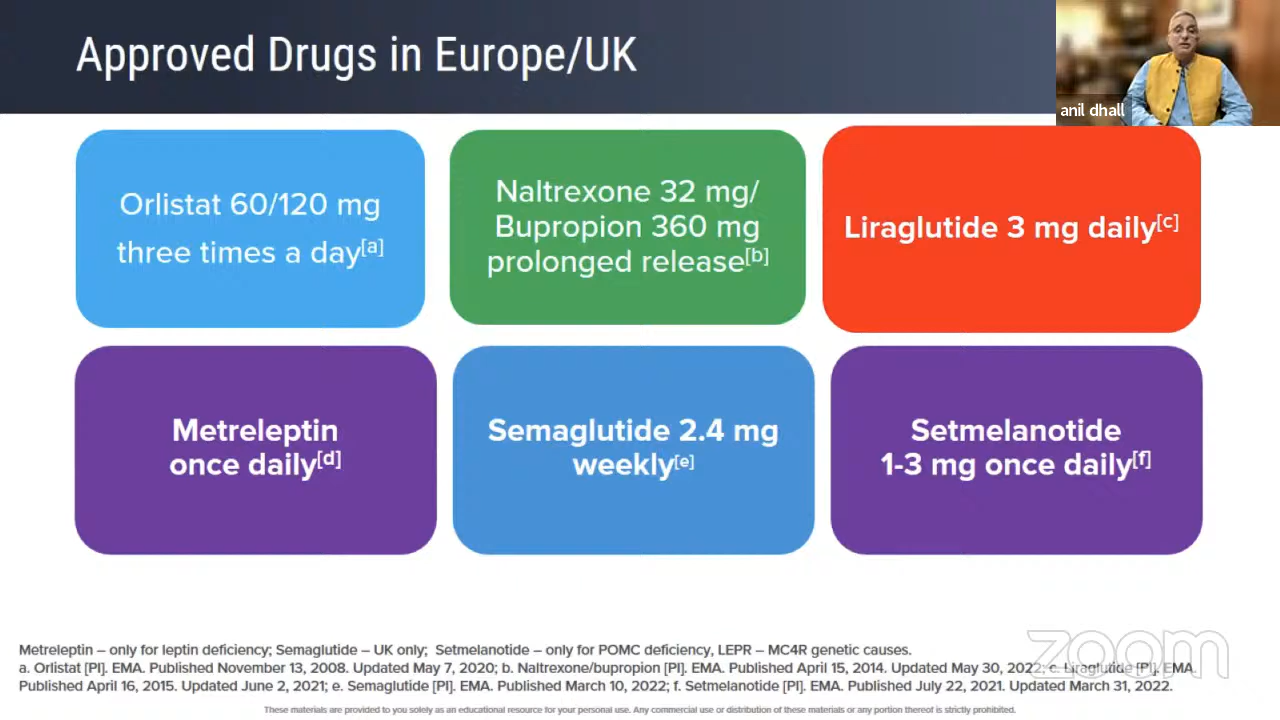 Approved Drugs in Europe/UK
anil dhall
Orlistat 60/120 mg
three times a day[a]
Naltrexone 32 mg/
Bupropion 360 mg
prolonged release[b]
Liraglutide 3 mg daily[c]
Metreleptin
once daily[d]
Semaglutide 2.4 mg
weekly[e]
Setmelanotide
1-3 mg once daily[f]
Metreleptin – only for leptin deficiency; Semaglutide – UK only; Setmelanotide – only for POMC deficiency, LEPR – MC4R genetic causes.
a. Orlistat [PI]. EMA. Published November 13, 2008. Updated May 7, 2020; b. Naltrexone/bupropion [PI]. EMA. Published April 15, 2014. Updated May 30, 2022; c. Liraglutide [PI]. EMA.
Published April 16, 2015. Updated June 2, 2021; e. Semaglutide [PI]. EMA. Published March 10, 2022; f. Setmelanotide [PI]. EMA. Published July 22, 2021. Updated March 31, 2022.
zoom
These materials are provided to you solely as an educational resource for your personal use. Any commercial use or distribution of these materials or any portion thereof is strictly prohibited.